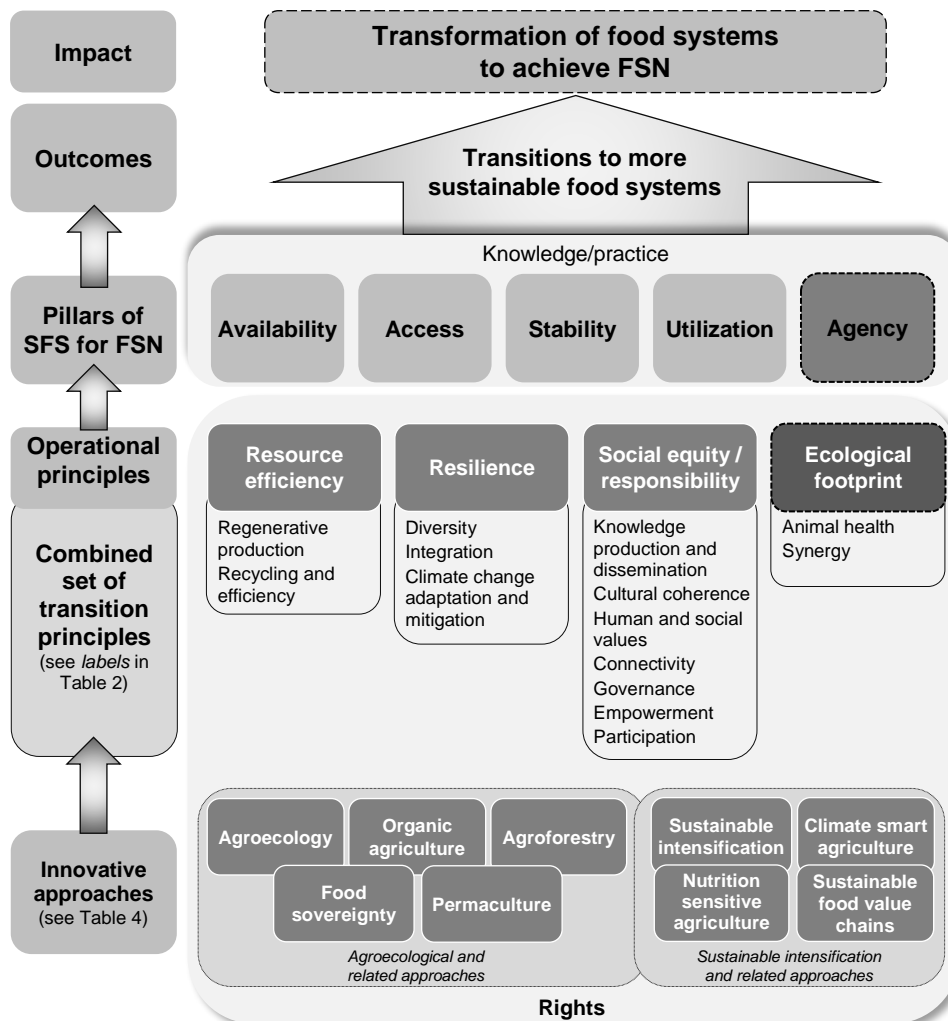 Impact
Transformation of food systems
to achieve FSN
Outcomes
Transitions to more
sustainable food systems
Knowledge/practice
Pillars of
SFS for FSN
Availability
Access
Stability
Utilization
Agency
Operational
principles
Resource
efficiency
Resilience
Social equity /
responsibility
Ecological
footprint
Regenerative
production
Recycling and
efficiency
Diversity
Integration
Climate change
adaptation and
mitigation
Knowledge
production and
dissemination
Cultural coherence
Human and social
values
Connectivity
Governance
Empowerment
Participation
Animal health
Synergy
Combined
set of
transition
principles
(see labels in
Table 2)
Innovative
approaches
(see Table 4)
Agroecology
Organic
agriculture
Agroforestry
Food
sovereignty
Permaculture
Agroecological and
related approaches
Sustainable
intensification
Climate smart
agriculture
Nutrition
sensitive
agriculture
Sustainable
food value
chains
Sustainable intensification
and related approaches
Rights